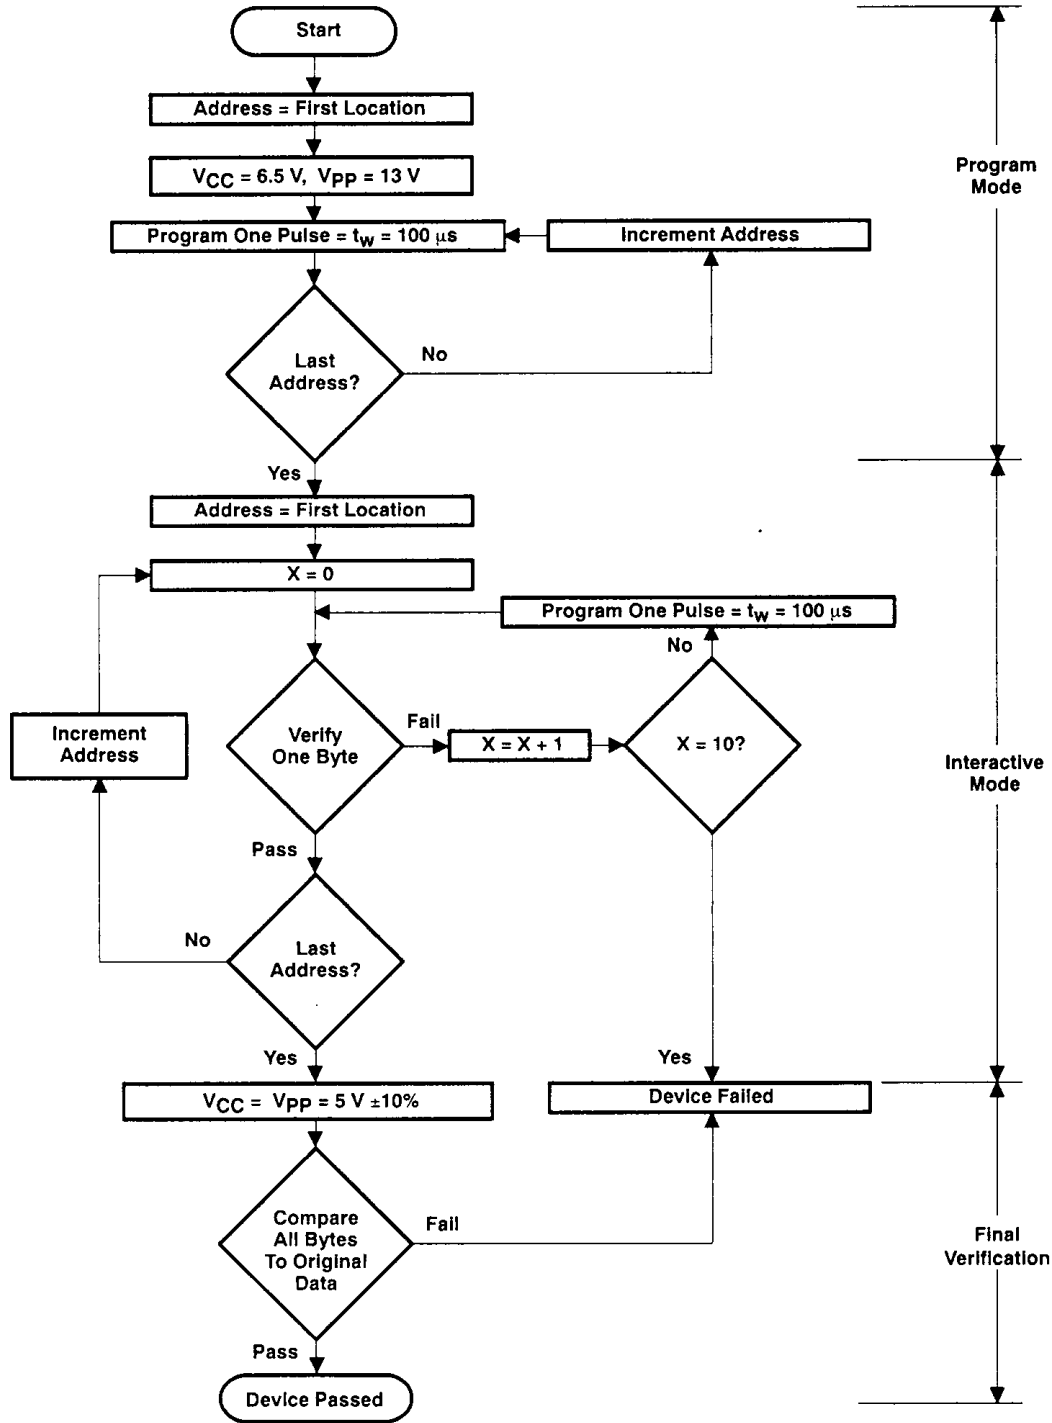 Start
Address = First Location
VCC = 6.5 V, VPP = 13 V
Program One Pulse = tw = 100 μs
Increment Address
Program
Mode
Last
Address?
No
Yes
Address = First Location
X = 0
Program One Pulse = tw = 100 μs
No
Increment
Address
Verify
One Byte
Fail
X = X + 1
X = 10?
Interactive
Mode
Pass
No
Last
Address?
Yes
Yes
VCC = VPP = 5 V ±10%
Device Failed
Compare
All Bytes
To Original
Data
Fail
Final
Verification
Pass
Device Passed